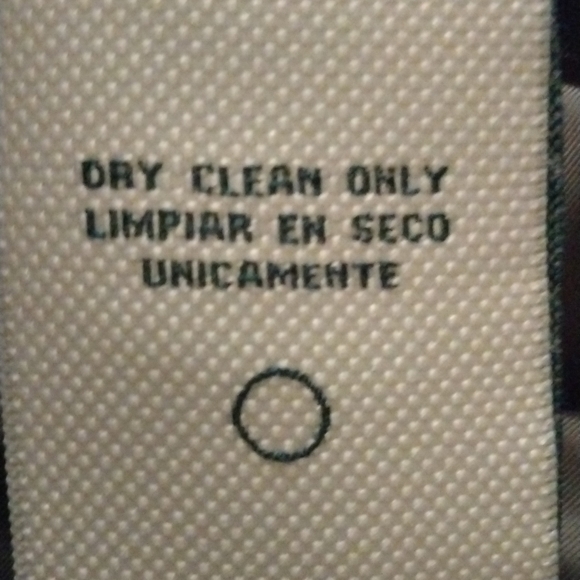 DRY CLEAN ONLY
LIMPIAR EN SECO
UNICAMENTE